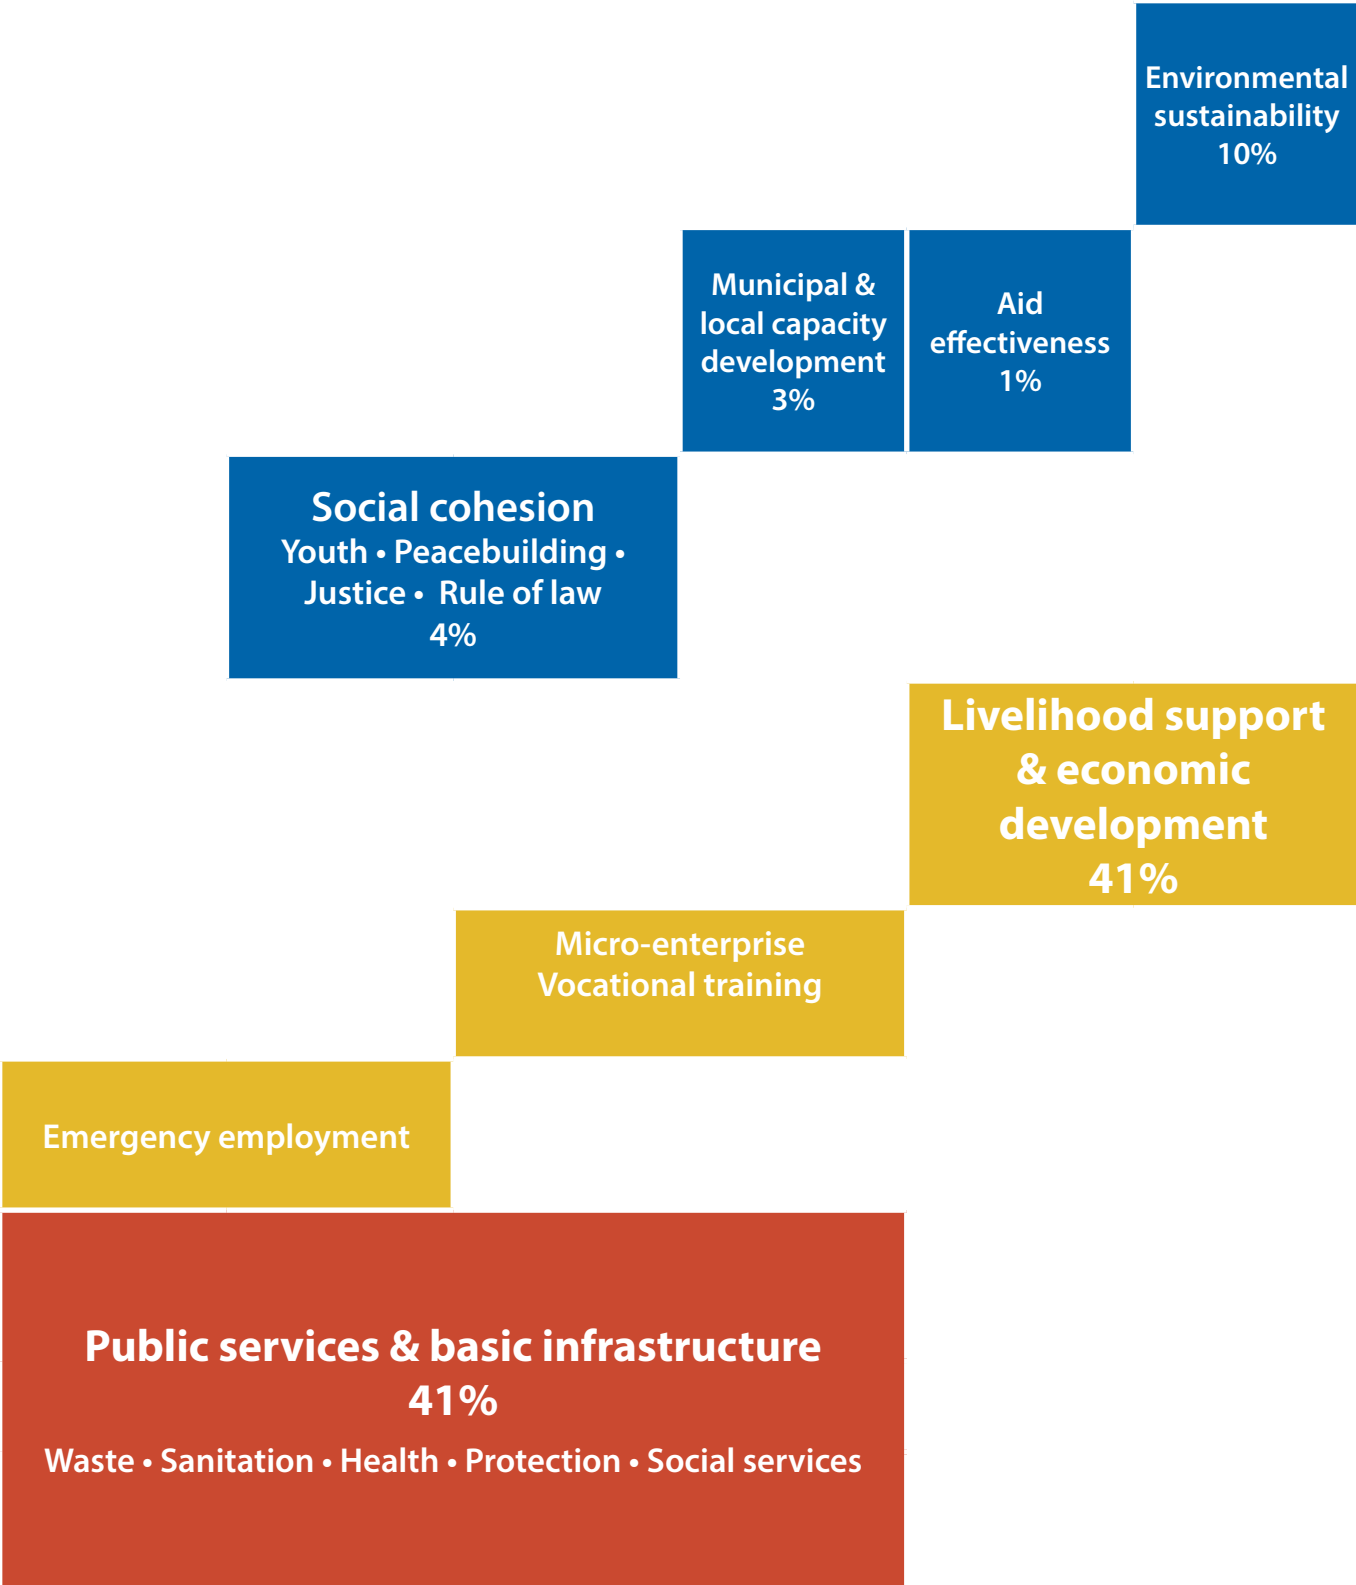 Environmental
sustainability
10%
Municipal &
local capacity
development
3%
Aid
effectiveness
1%
Social cohesion
Youth • Peacebuilding •
Justice • Rule of law
4%
Livelihood support
& economic
development
41%
Micro-enterprise
Vocational training
Emergency employment
Public services & basic infrastructure
41%
Waste • Sanitation • Health • Protection • Social services